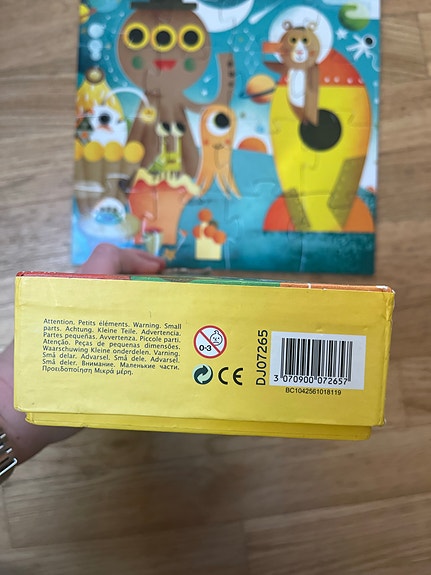 Attention. Petits éléments. Warning. Small
parts. Achtung. Kleine Teile. Advertencia.
Partes pequeñas. Avvertenza. Piccole parti.
Atenção. Peças de pequenas dimensões.
Waarschuwing Kleine onderdelen. Varning.
Små delar. Advarsel. Små dele. Advarsel.
Små deler. Внимание. Маленькие части.
Προειδοποίηση Μικρά μέρη.
0-3
CE
DJ07265
3 070900 072657
BC1042561018119